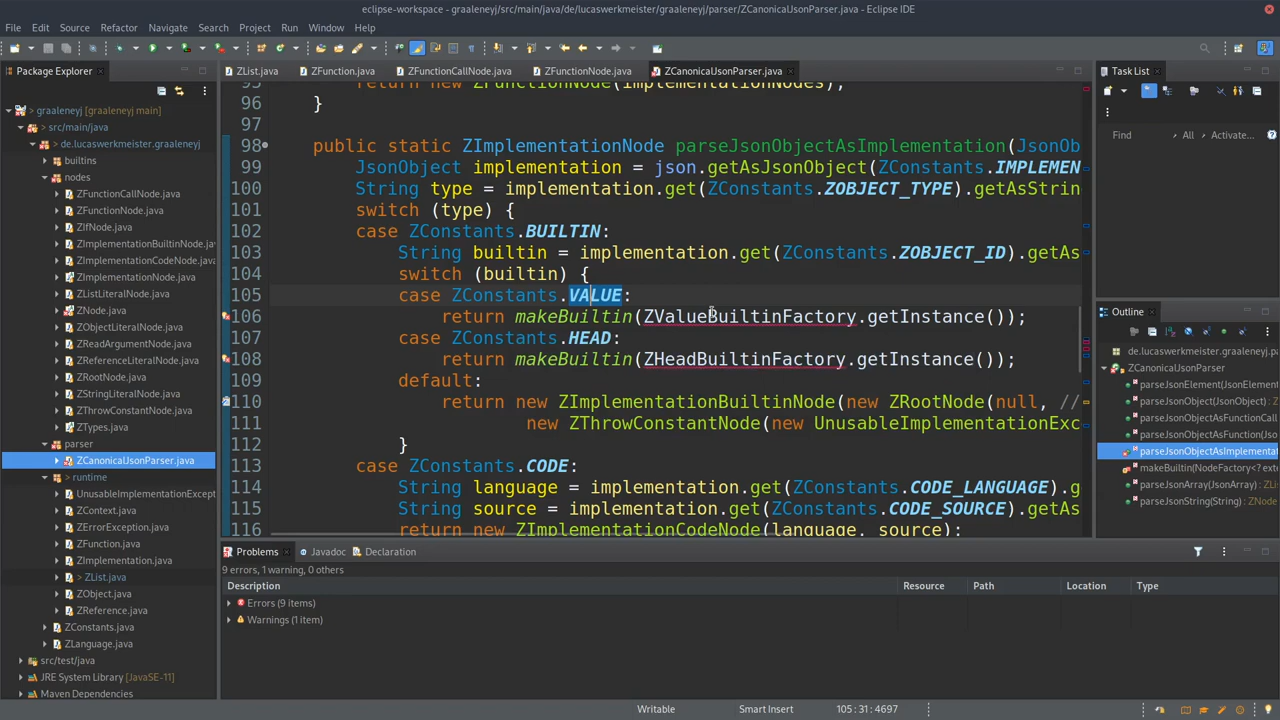 eclipse-workspace - graaleneyj/src/main/java/de/lucaswerkmeister/graaleneyj/parser/ZCanonicalJsonParser.java - Eclipse IDE
File Edit Source Refactor Navigate Search Project Run Window Help
Package Explorer
ZList.java ZFunction.java ZFunctionCallNode.java ZFunctionNode.java ZCanonicalJsonParser.java
Task List
> graaleneyj [graaleneyj main]
> src/main/java
> de.lucaswerkmeister.graaleneyj
builtins
nodes
ZFunctionCallNode.java
ZFunctionNode.java
ZIfNode.java
ZImplementationBuiltinNode.java
ZImplementationCodeNode.java
ZImplementationNode.java
ZListLiteralNode.java
ZNode.java
ZObjectLiteralNode.java
ZReadArgumentNode.java
ZReferenceLiteralNode.java
ZRootNode.java
ZStringLiteralNode.java
ZThrowConstantNode.java
ZTypes.java
parser
ZCanonicalJsonParser.java
> runtime
UnusableImplementationExcept
ZContext.java
ZErrorException.java
ZFunction.java
ZImplementation.java
> ZList.java
ZObject.java
ZReference.java
ZConstants.java
ZLanguage.java
src/test/java
JRE System Library [JavaSE-11]
Maven Dependencies
95 return new ZFunctionNode(implementationNodes);
96 }
97
98 public static ZImplementationNode parseJsonObjectAsImplementation(JsonOb
99 JsonObject implementation = json.getAsJsonObject(ZConstants.IMPLEMEN
100 String type = implementation.get(ZConstants.ZOBJECT_TYPE).getAsStrin
101 switch (type) {
102 case ZConstants.BUILTIN:
103 String builtin = implementation.get(ZConstants.ZOBJECT_ID).getAs
104 switch (builtin) {
105 case ZConstants.VALUE:
106 return makeBuiltin(ZValueBuiltinFactory.getInstance());
107 case ZConstants.HEAD:
108 return makeBuiltin(ZHeadBuiltinFactory.getInstance());
109 default:
110 return new ZImplementationBuiltinNode(new ZRootNode(null, //
111 new ZThrowConstantNode(new UnusableImplementationExc
112 }
113 case ZConstants.CODE:
114 String language = implementation.get(ZConstants.CODE_LANGUAGE).g
115 String source = implementation.get(ZConstants.CODE_SOURCE).getAs
116 return new ZImplementationCodeNode(language, source);
Find All Activate...
Outline
de.lucaswerkmeister.graaleneyj.pa
ZCanonicalJsonParser
parseJsonElement(JsonElement
parseJsonObject(JsonObject) : Z
parseJsonObjectAsFunctionCall
parseJsonObjectAsFunction(Jso
parseJsonObjectAsImplementat
makeBuiltin(NodeFactory<? ext
parseJsonArray(JsonArray) : ZLis
parseJsonString(String) : ZNode
Problems Javadoc Declaration
9 errors, 1 warning, 0 others
Description Resource Path Location Type
Errors (9 items)
Warnings (1 item)
Writable Smart Insert 105 : 31 : 4697